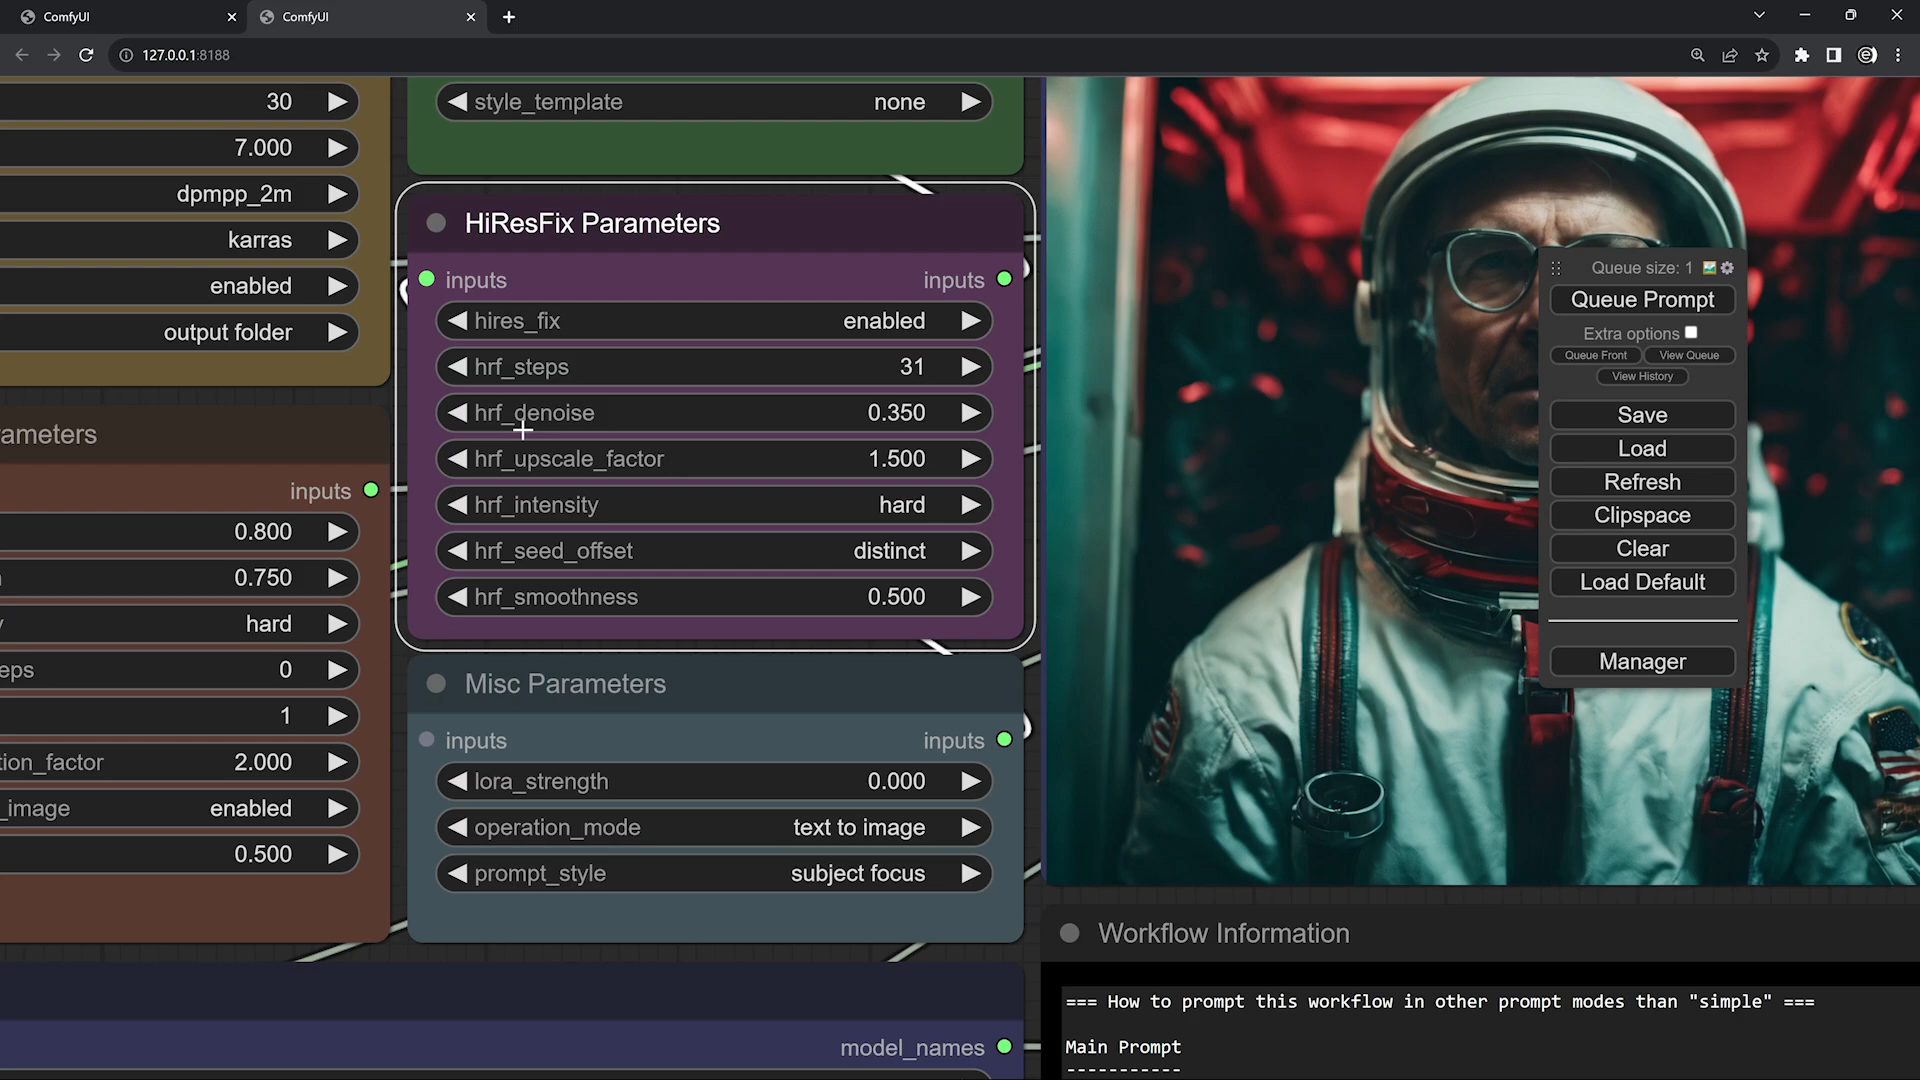 ComfyUI
ComfyUI
127.0.0.1:8188
30
7.000
dpmpp_2m
karras
enabled
output folder
style_template none
HiResFix Parameters
inputs inputs
hires_fix enabled
hrf_steps 31
hrf_denoise 0.350
hrf_upscale_factor 1.500
hrf_intensity hard
hrf_seed_offset distinct
hrf_smoothness 0.500
ameters
inputs
0.800
0.750
hard
eps 0
1
ion_factor 2.000
_image enabled
0.500
Misc Parameters
inputs inputs
lora_strength 0.000
operation_mode text to image
prompt_style subject focus
model_names
Queue size: 1
Queue Prompt
Extra options
Queue Front View Queue
View History
Save
Load
Refresh
Clipspace
Clear
Load Default
Manager
Workflow Information
=== How to prompt this workflow in other prompt modes than "simple" ===
Main Prompt
-----------